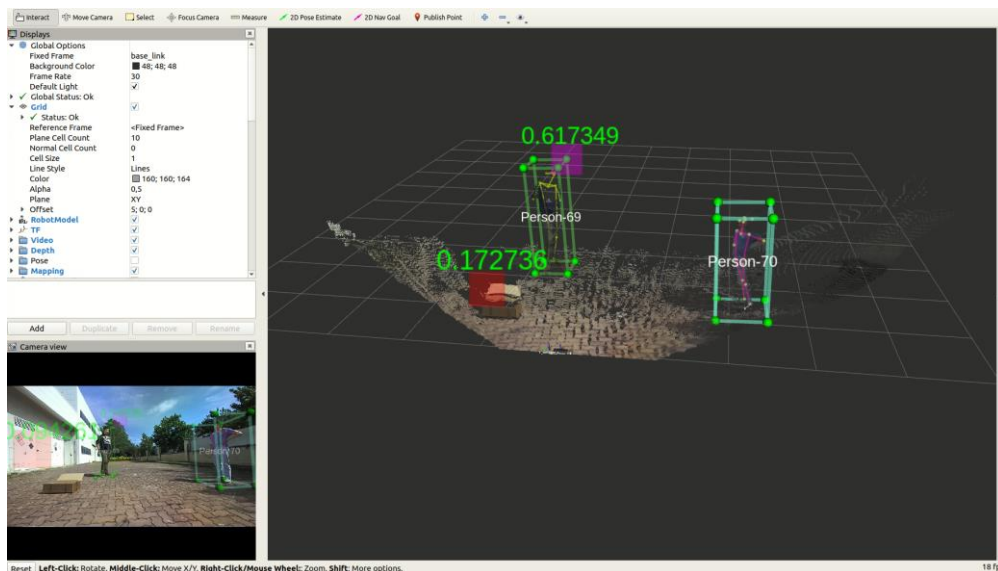 Interact Move Camera Select Focus Camera Measure 2D Pose Estimate 2D Nav Goal Publish Point
Displays
Global Options
Fixed Frame base_link
Background Color 48; 48; 48
Frame Rate 30
Default Light
Global Status: Ok
Grid
Status: Ok
Reference Frame <Fixed Frame>
Plane Cell Count 10
Normal Cell Count 0
Cell Size 1
Line Style Lines
Color 160; 160; 164
Alpha 0,5
Plane XY
Offset 5; 0; 0
RobotModel
TF
Video
Depth
Pose
Mapping
Add Duplicate Remove Rename
Camera view
Person-70
0.617349
Person-69
0.172736
Person-70
Reset Left-Click: Rotate. Middle-Click: Move X/Y. Right-Click/Mouse Wheel: Zoom. Shift: More options.